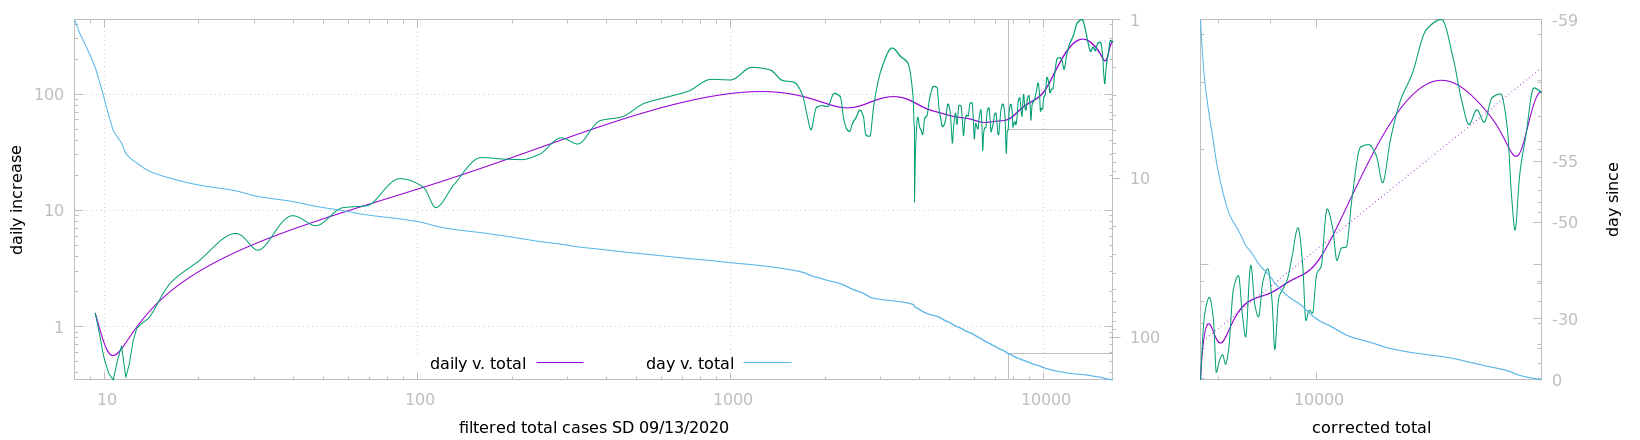 daily increase
100
10
1
10
100
1000
10000
1
10
100
daily v. total
day v. total
filtered total cases SD 09/13/2020
10000
corrected total
-59
-55
-50
-30
0
day since